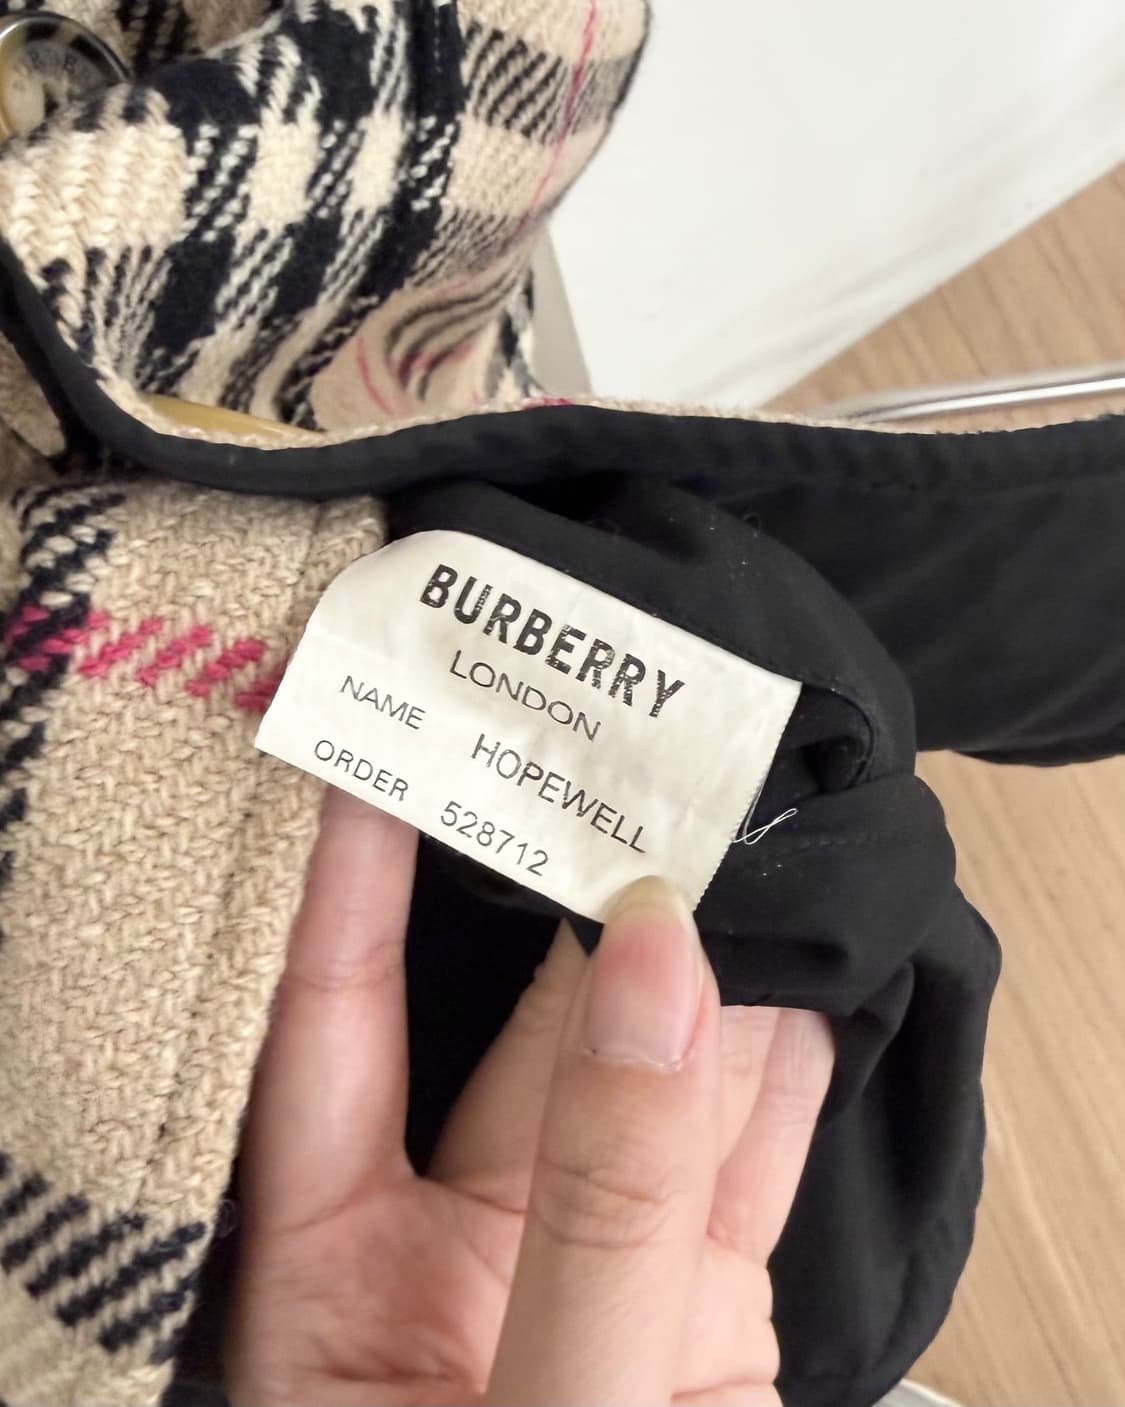 BURBERRY
LONDON
NAME HOPEWELL
ORDER 528712